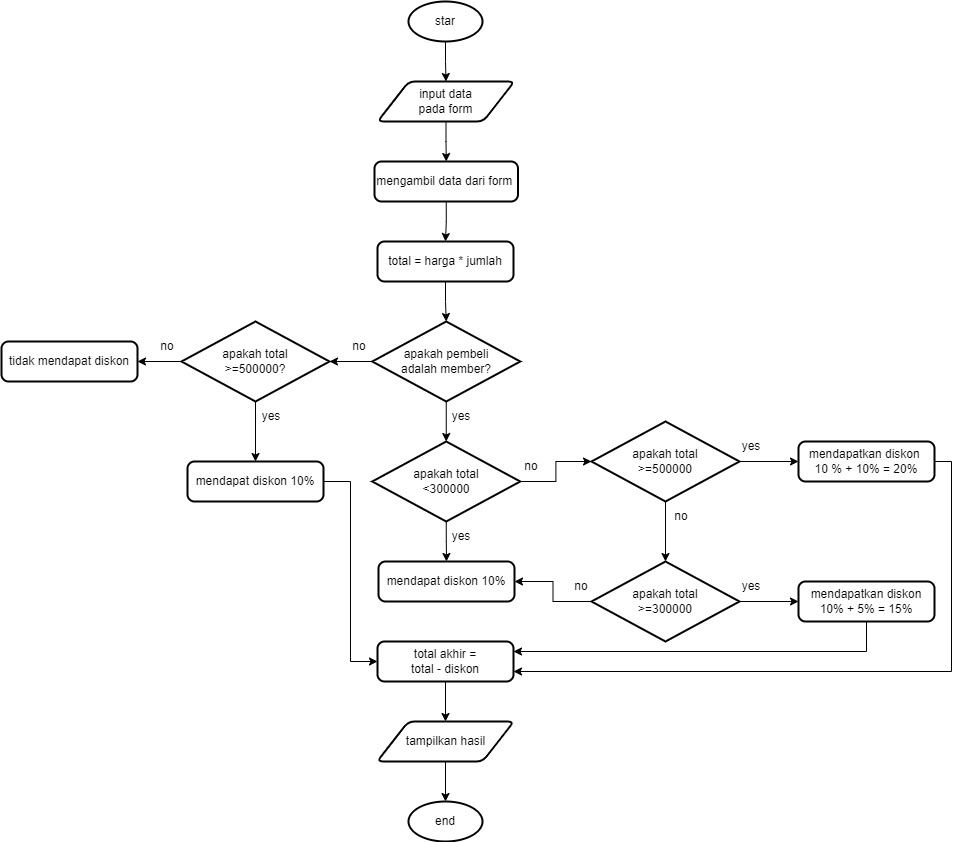 star
input data
pada form
mengambil data dari form
total = harga * jumlah
apakah pembeli
adalah member?
no
apakah total
>=500000?
no
tidak mendapat diskon
yes
mendapat diskon 10%
yes
apakah total
<300000
no
apakah total
>=500000
yes
mendapatkan diskon
10 % + 10% = 20%
no
yes
mendapat diskon 10%
no
apakah total
>=300000
yes
mendapatkan diskon
10% + 5% = 15%
total akhir =
total - diskon
tampilkan hasil
end